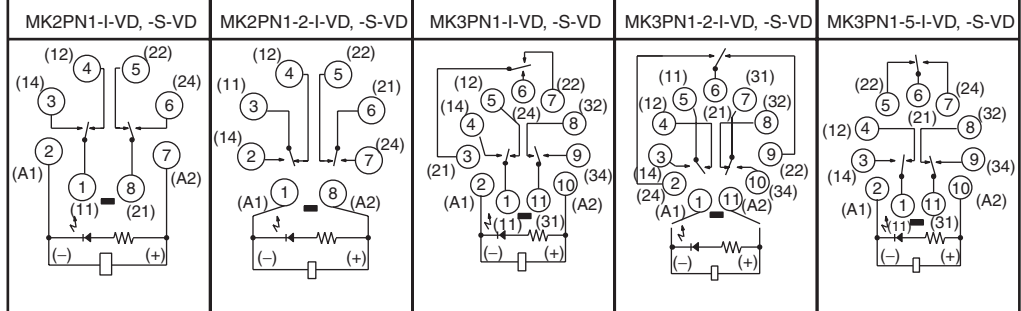 MK2PN1-I-VD, -S-VD
MK2PN1-2-I-VD, -S-VD
MK3PN1-I-VD, -S-VD
MK3PN1-2-I-VD, -S-VD
MK3PN1-5-I-VD, -S-VD
(12) (22)
4 5
(14) (24)
3 6
2 7
(A1) (A2)
1 8
(11) (21)
(−) (+)
(12) (22)
4 5
(11) (21)
3 6
(14) (24)
2 7
1 8
(A1) (A2)
(−) (+)
(12) 6 (22)
5 7
(14) (24) (32)
4 8
3 9
(21) (34)
2 10
(A1) 1 11 (A2)
(11) (31)
(−) (+)
6
(11) (31)
5 7
(12) (21) (32)
4 8
3 9
(14) (22)
(24) 2 10 (34)
(A1) 1 11 (A2)
(−) (+)
(22) 6 (24)
5 7
(12) (21) (32)
4 8
3 9
(14) (34)
2 10
(A1) 1 11 (A2)
(11) (31)
(−) (+)